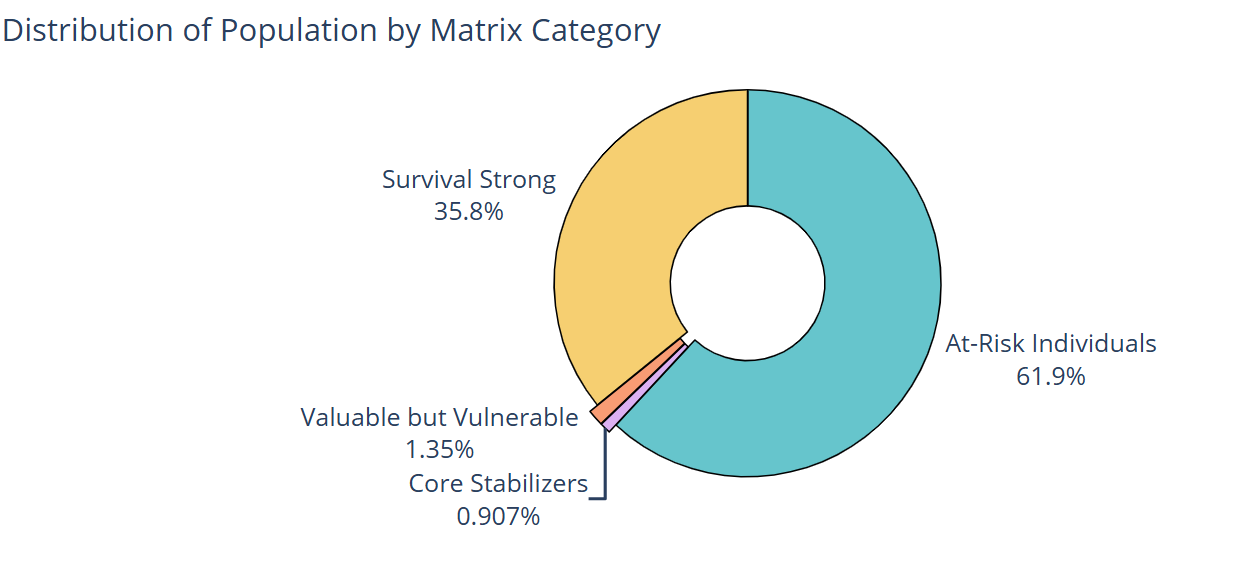 Distribution of Population by Matrix Category
Survival Strong
35.8%
At-Risk Individuals
61.9%
Valuable but Vulnerable
1.35%
Core Stabilizers
0.907%